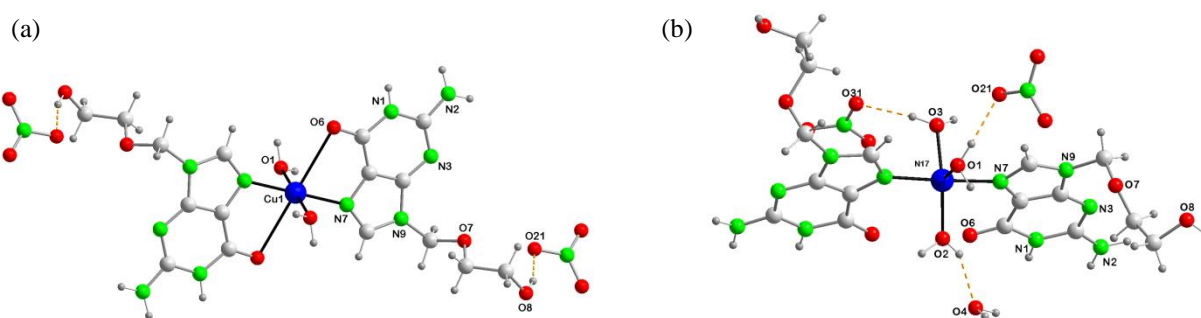 (a)
N1
N2
O6
N3
O1
Cu1
N7
N9
O7
O21
O8
(b)
O31
O3
O21
N17
O1
N7
N9
O7
O6
N3
O8
N1
N2
O2
O4